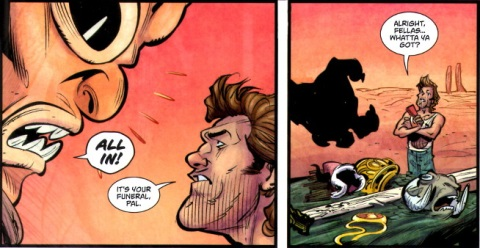 ALL
IN!
IT'S YOUR
FUNERAL,
PAL.
ALRIGHT,
FELLAS...
WHATTA YA
GOT?